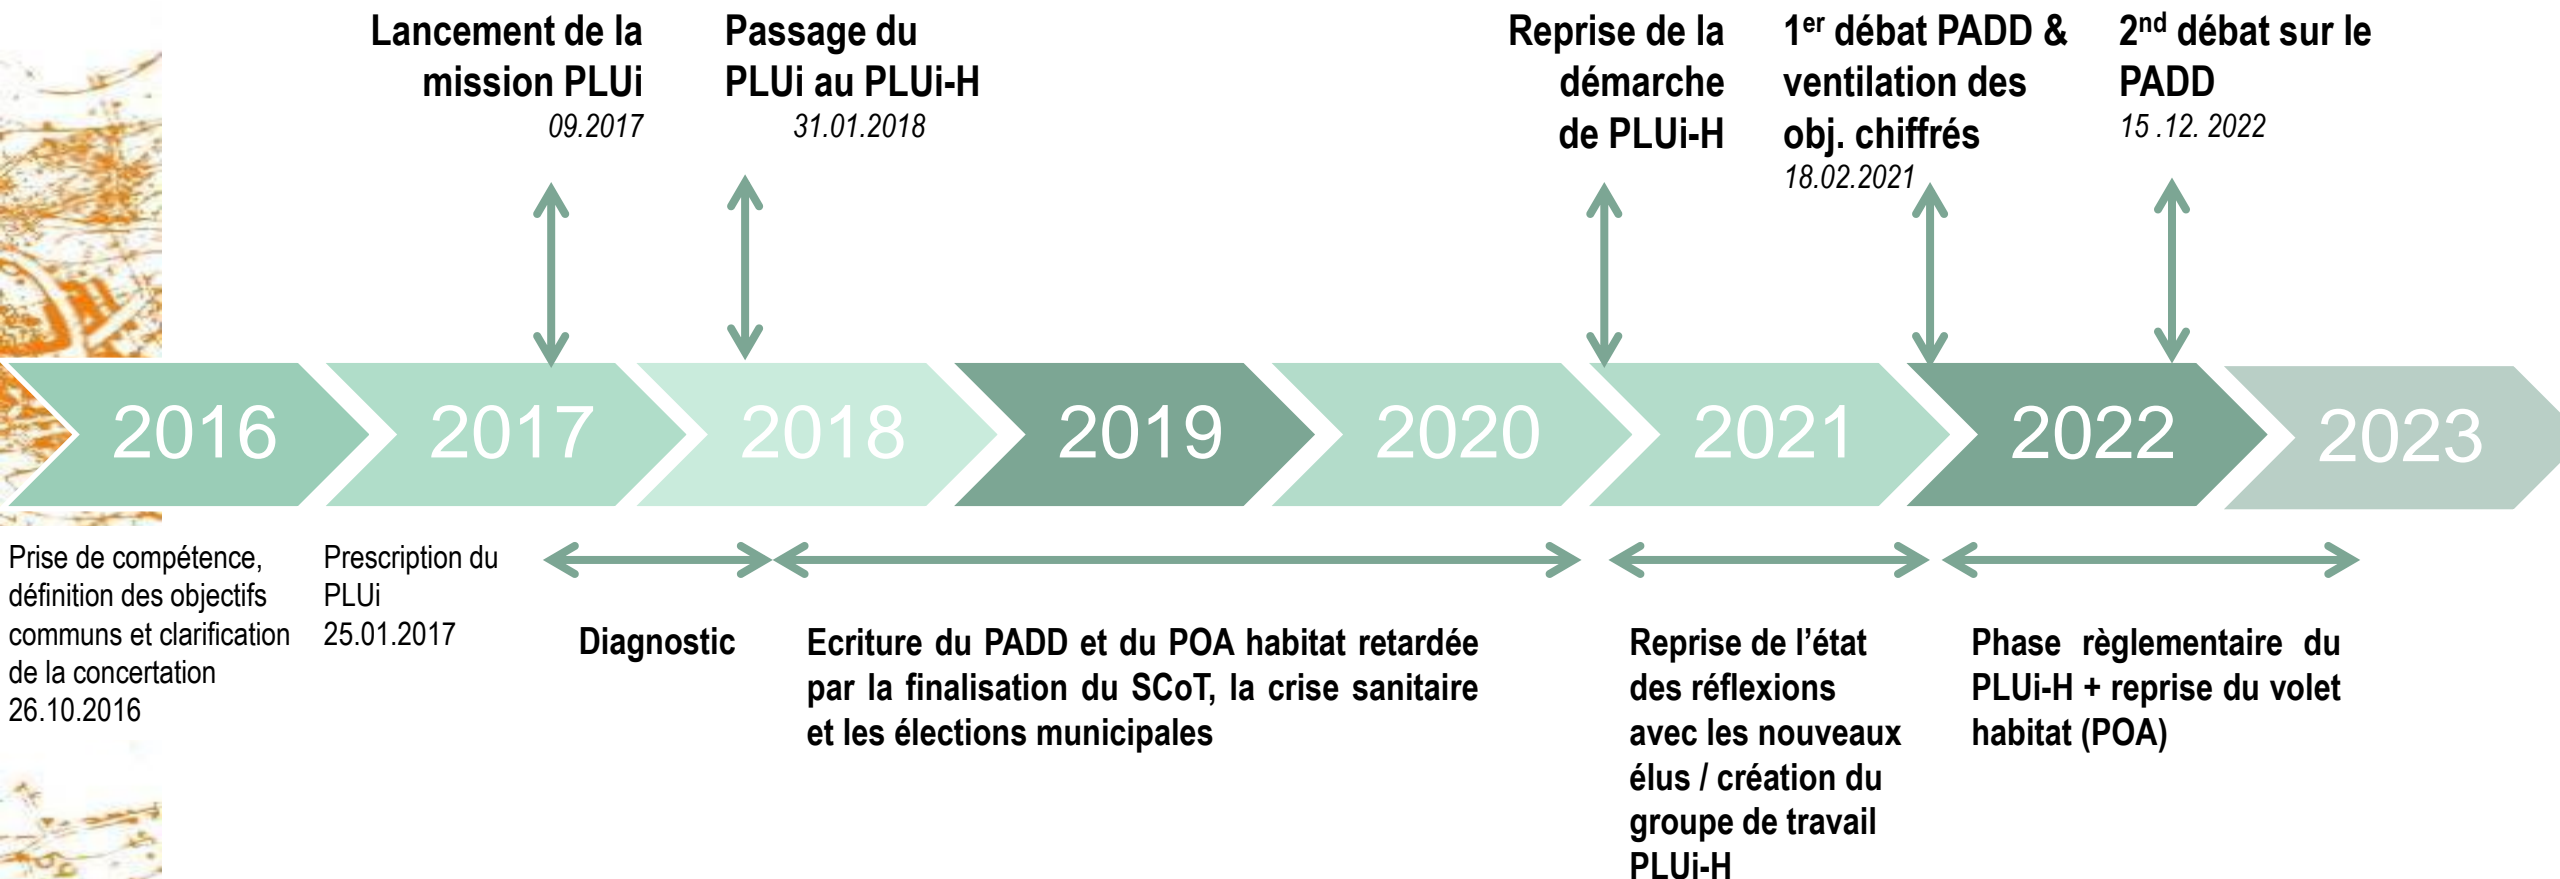 Lancement de la
mission PLUi
09.2017
Passage du
PLUi au PLUi-H
31.01.2018
Reprise de la
démarche
de PLUi-H
1er débat PADD &
ventilation des
obj. chiffrés
18.02.2021
2nd débat sur le
PADD
15 .12. 2022
2016
2017
2018
2019
2020
2021
2022
2023
Prise de compétence,
définition des objectifs
communs et clarification
de la concertation
26.10.2016
Prescription du
PLUi
25.01.2017
Diagnostic
Ecriture du PADD et du POA habitat retardée
par la finalisation du SCoT, la crise sanitaire
et les élections municipales
Reprise de l’état
des réflexions
avec les nouveaux
élus / création du
groupe de travail
PLUi-H
Phase règlementaire du
PLUi-H + reprise du volet
habitat (POA)